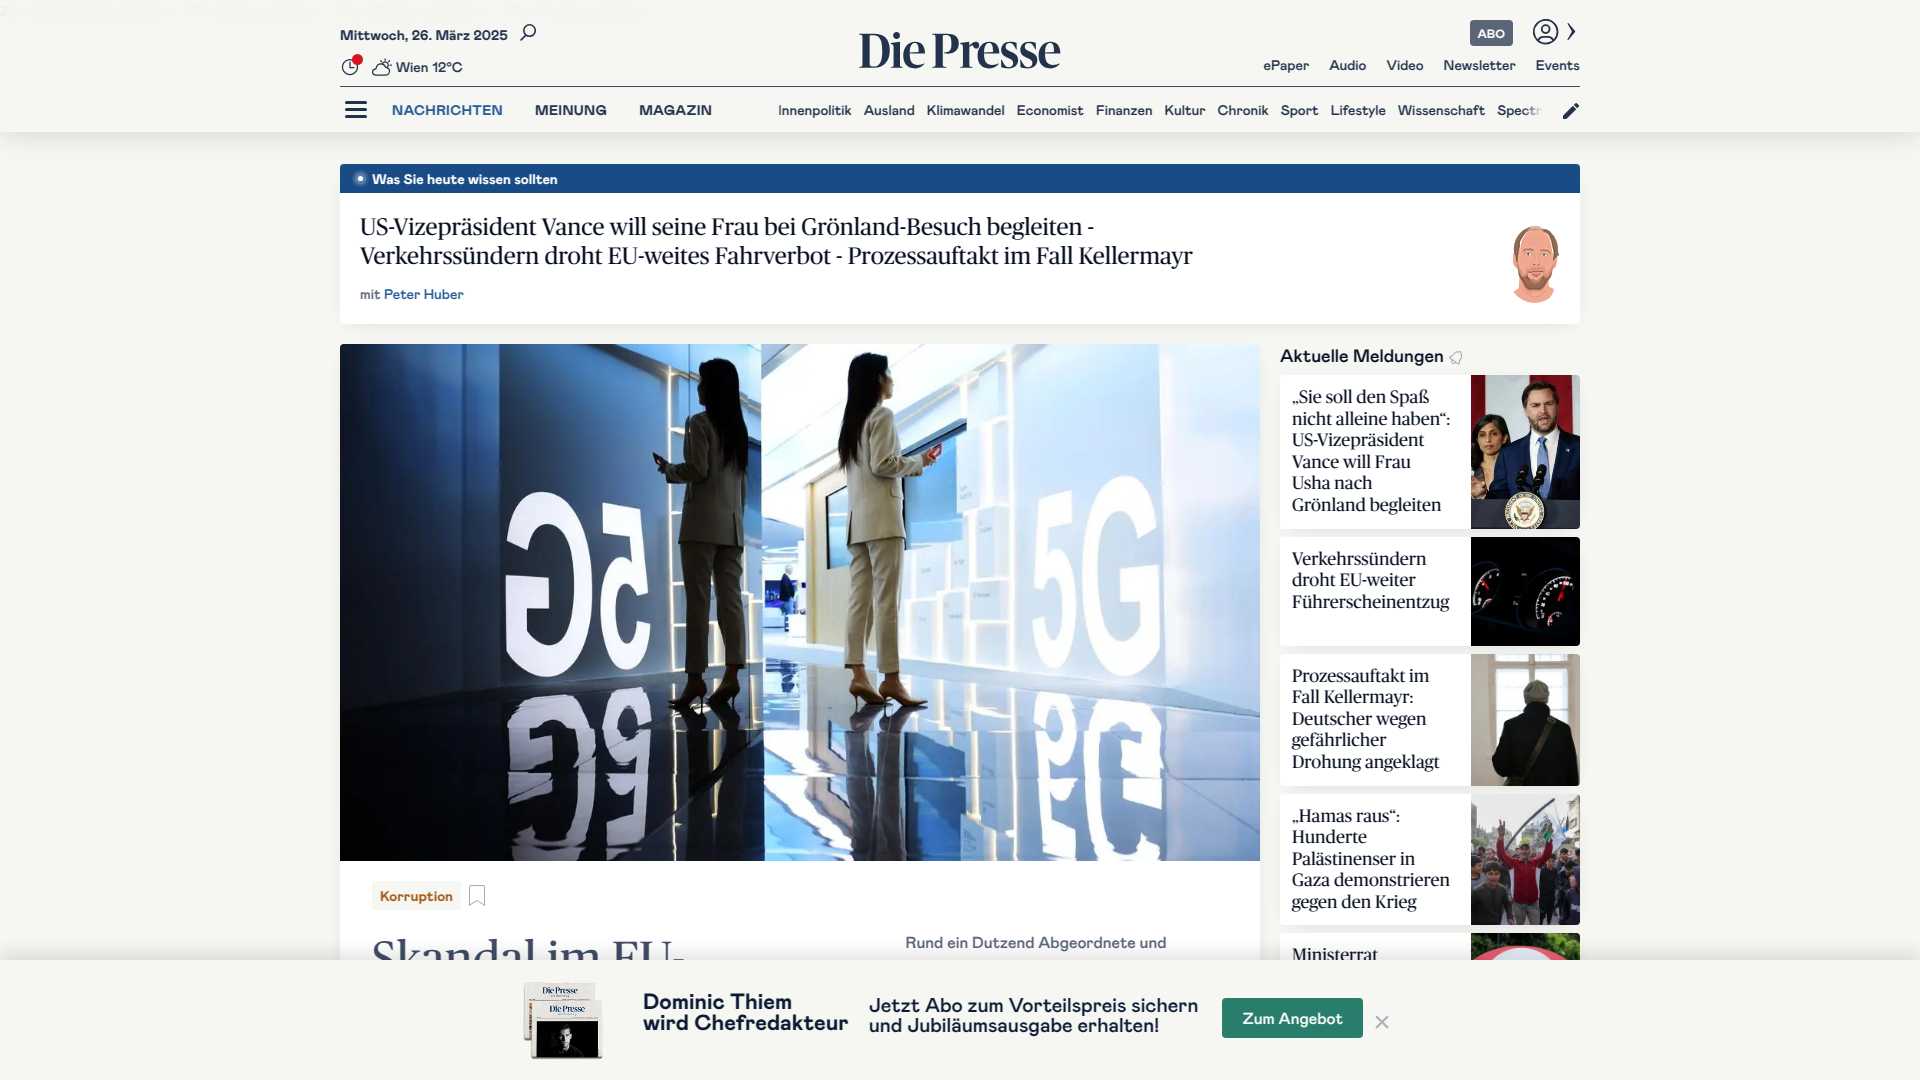 Mittwoch, 26. März 2025
Die Presse
ABO
Wien 12°C
ePaper Audio Video Newsletter Events
NACHRICHTEN MEINUNG MAGAZIN
Innenpolitik Ausland Klimawandel Economist Finanzen Kultur Chronik Sport Lifestyle Wissenschaft Spectr
Was Sie heute wissen sollten
US-Vizepräsident Vance will seine Frau bei Grönland-Besuch begleiten -
Verkehrssündern droht EU-weites Fahrverbot - Prozessauftakt im Fall Kellermayr
mit Peter Huber
5G
5G
Korruption
Skandal im EU-
Rund ein Dutzend Abgeordnete und
Aktuelle Meldungen
„Sie soll den Spaß
nicht alleine haben“:
US-Vizepräsident
Vance will Frau
Usha nach
Grönland begleiten
Verkehrssündern
droht EU-weiter
Führerscheinentzug
Prozessauftakt im
Fall Kellermayr:
Deutscher wegen
gefährlicher
Drohung angeklagt
„Hamas raus“:
Hunderte
Palästinenser in
Gaza demonstrieren
gegen den Krieg
Ministerrat
Die Presse
Die Presse
Dominic Thiem
wird Chefredakteur
Jetzt Abo zum Vorteilspreis sichern
und Jubiläumsausgabe erhalten!
Zum Angebot